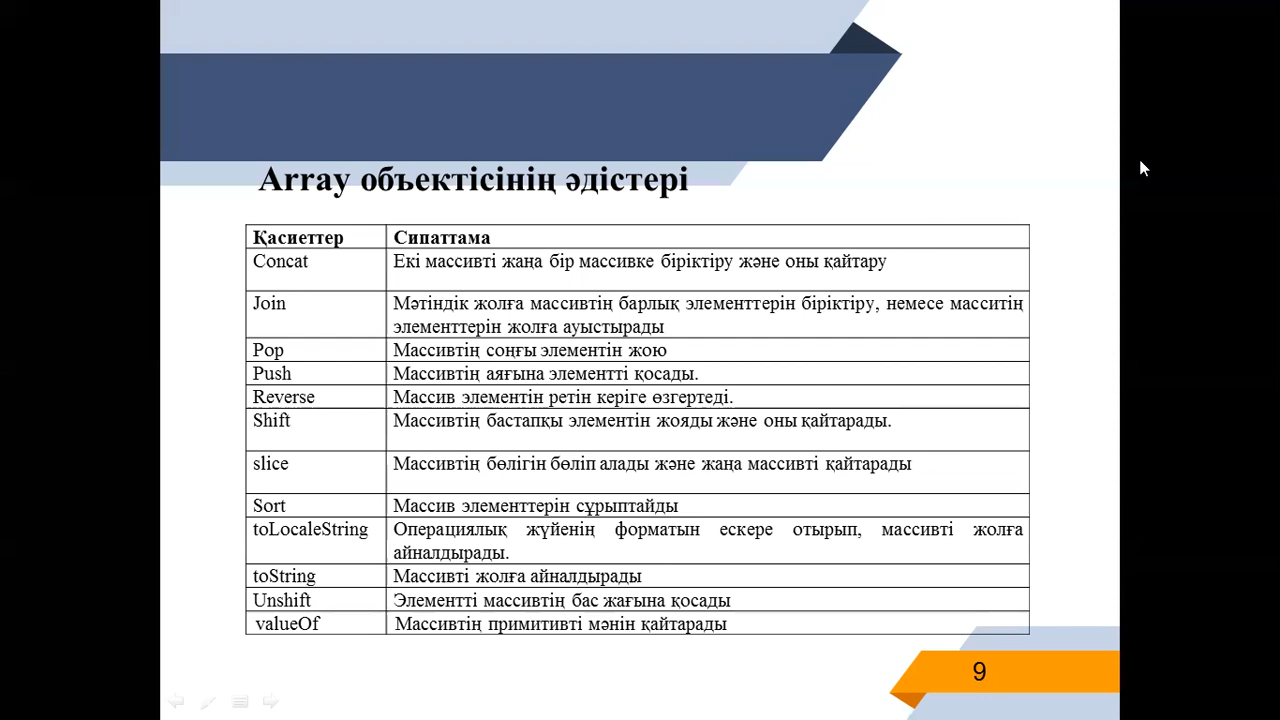 Array объектісінің әдістері
Қасиеттер Сипаттама
Concat Екі массивті жаңа бір массивке біріктіру және оны қайтару
Join Мәтіндік жолға массивтің барлық элементтерін біріктіру, немесе масситің
элементтерін жолға ауыстырады
Pop Массивтің соңғы элементін жою
Push Массивтің аяғына элементті қосады.
Reverse Массив элементін ретін керіге өзгертеді.
Shift Массивтің бастапқы элементін жояды және оны қайтарады.
slice Массивтің бөлігін бөліп алады және жаңа массивті қайтарады
Sort Массив элементтерін сұрыптайды
toLocaleString Операциялық жүйенің форматын ескере отырып, массивті жолға
айналдырады.
toString Массивті жолға айналдырады
Unshift Элементті массивтің бас жағына қосады
valueOf Массивтің примитивті мәнін қайтарады
9